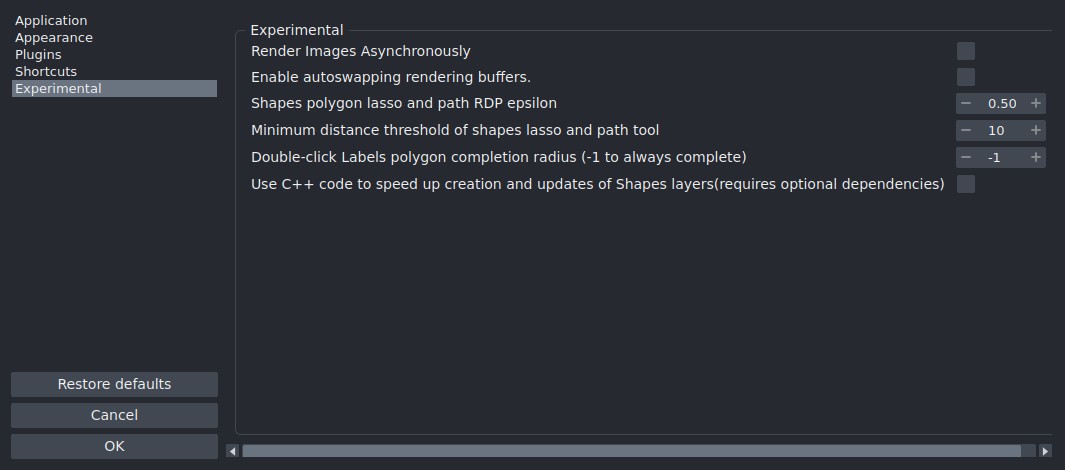 Application
Appearance
Plugins
Shortcuts
Experimental
Experimental
Render Images Asynchronously
Enable autoswapping rendering buffers.
Shapes polygon lasso and path RDP epsilon − 0.50 +
Minimum distance threshold of shapes lasso and path tool − 10 +
Double-click Labels polygon completion radius (-1 to always complete) − -1 +
Use C++ code to speed up creation and updates of Shapes layers(requires optional dependencies)
Restore defaults
Cancel
OK